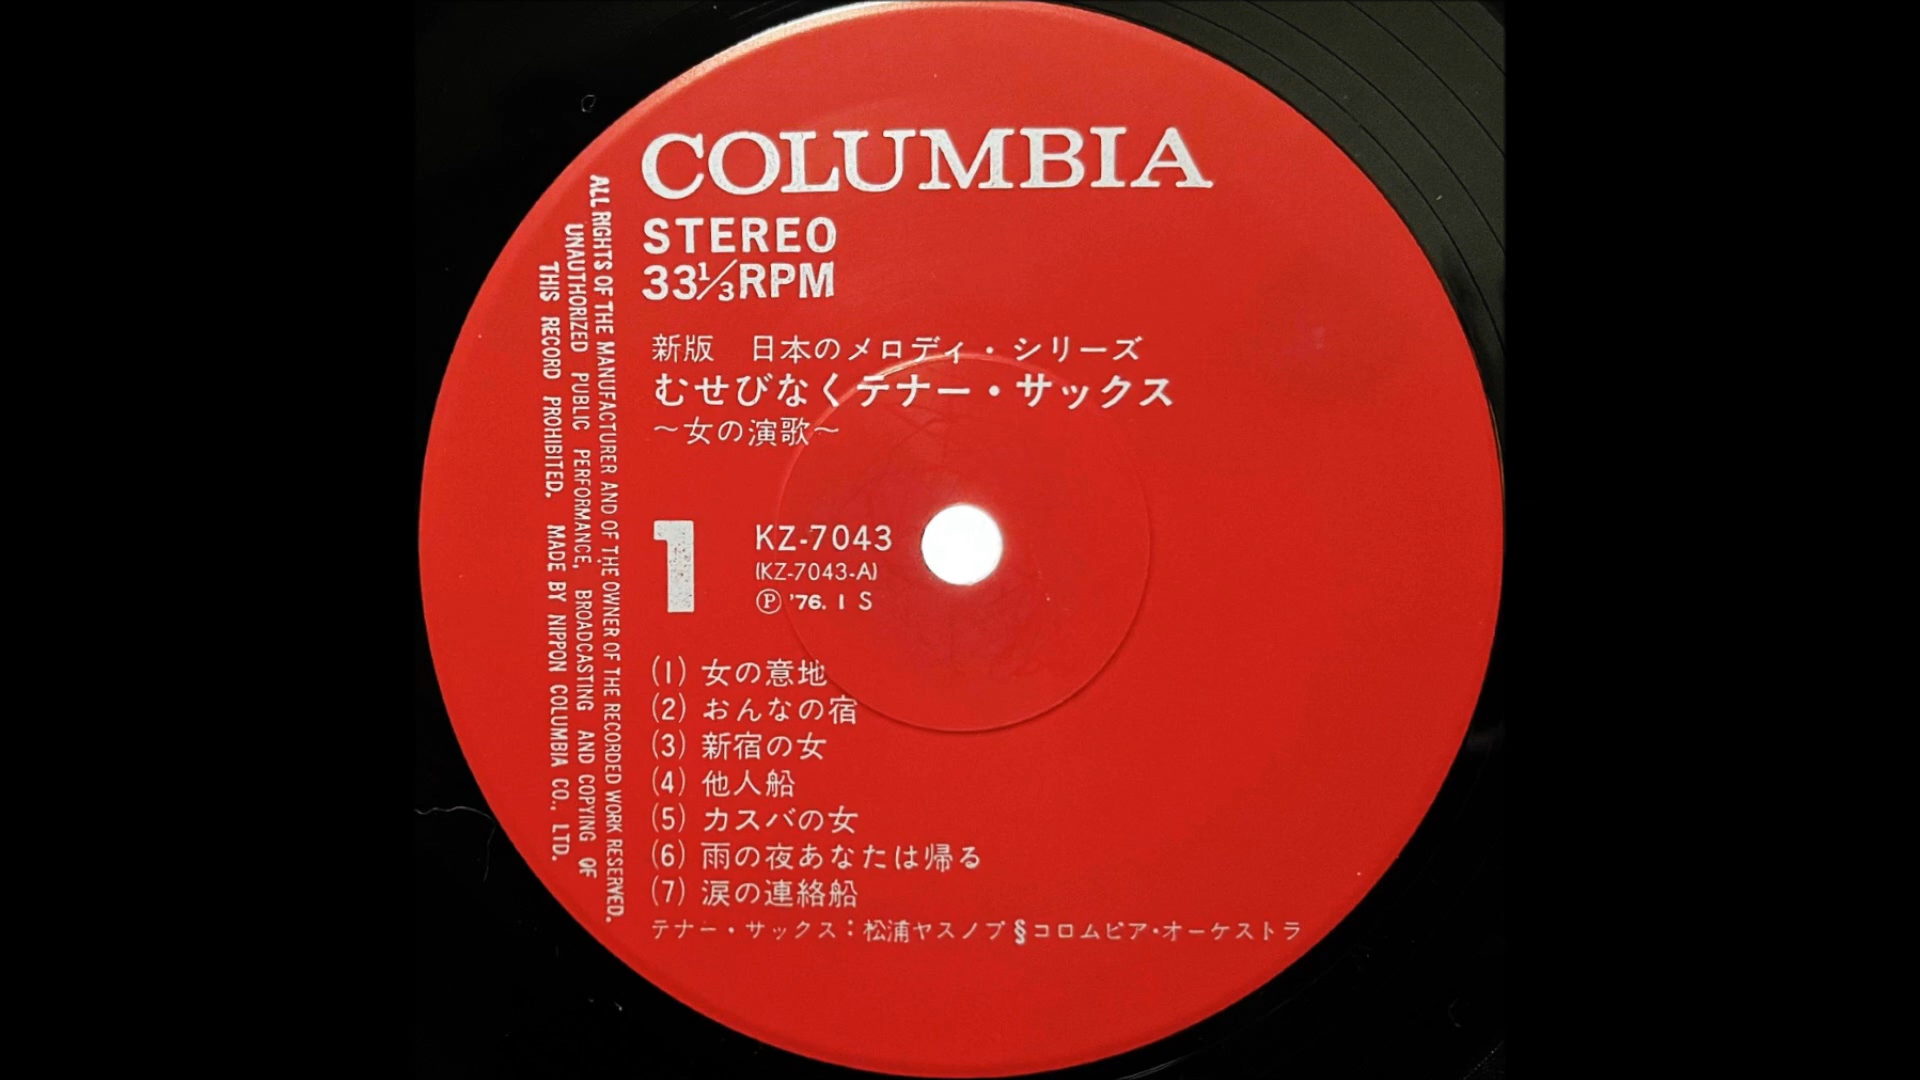 COLUMBIA
STEREO
33⅓RPM
新版　日本のメロディ・シリーズ
むせびなくテナー・サックス
～女の演歌～
1
KZ-7043
(KZ-7043-A)
Ⓟ '76. 1 S
(1) 女の意地
(2) おんなの宿
(3) 新宿の女
(4) 他人船
(5) カスバの女
(6) 雨の夜あなたは帰る
(7) 涙の連絡船
テナー・サックス：松浦ヤスノブ § コロムビア・オーケストラ
ALL RIGHTS OF THE MANUFACTURER AND OF THE OWNER OF THE RECORDED WORK RESERVED.
UNAUTHORIZED PUBLIC PERFORMANCE, BROADCASTING AND COPYING OF
THIS RECORD PROHIBITED. MADE BY NIPPON COLUMBIA CO., LTD.